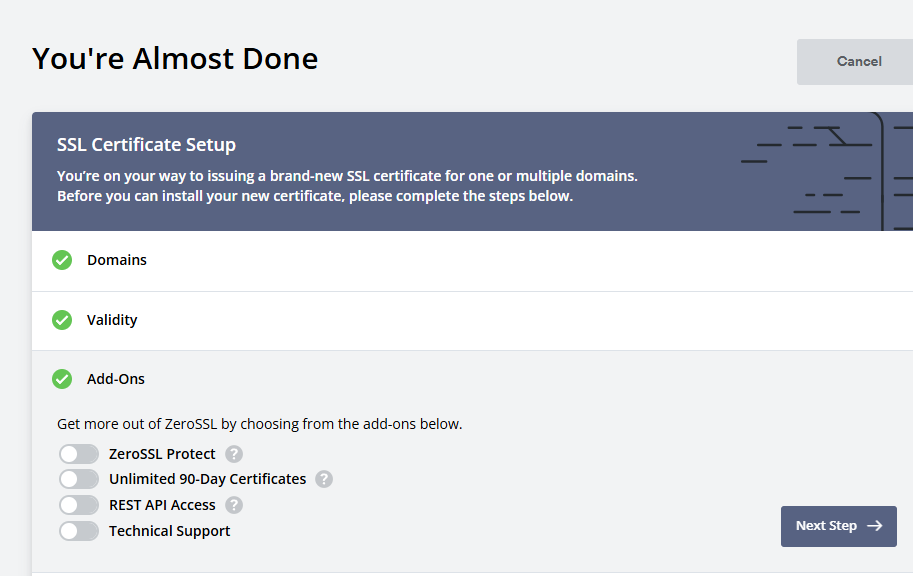 You're Almost Done
Cancel
SSL Certificate Setup
You’re on your way to issuing a brand-new SSL certificate for one or multiple domains.
Before you can install your new certificate, please complete the steps below.
Domains
Validity
Add-Ons
Get more out of ZeroSSL by choosing from the add-ons below.
ZeroSSL Protect ?
Unlimited 90-Day Certificates ?
REST API Access ?
Technical Support
Next Step →